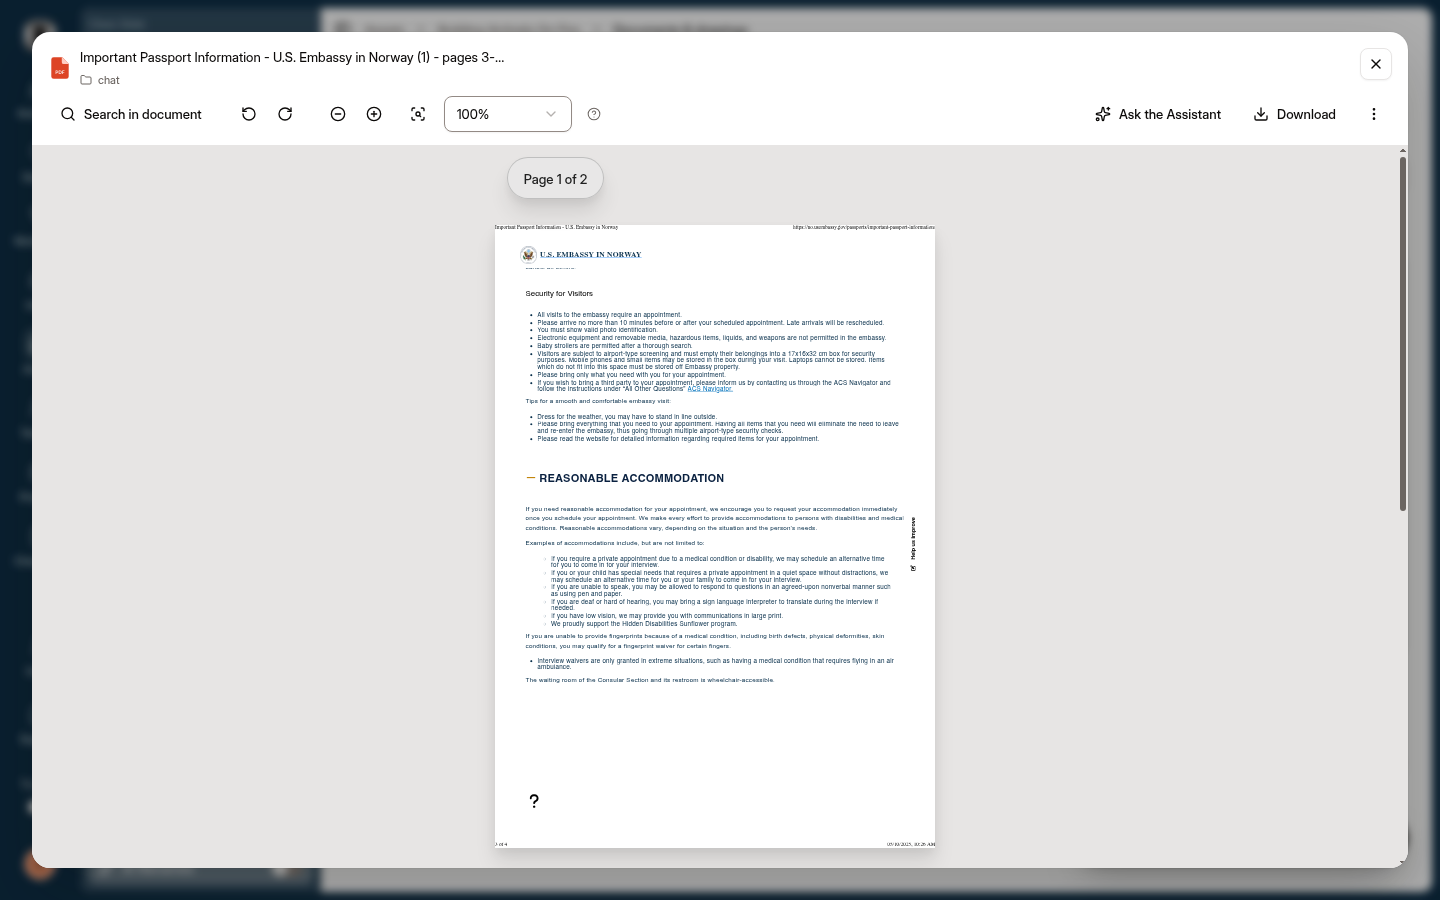 Important Passport Information - U.S. Embassy in Norway (1) - pages 3-...
chat
Search in document
100%
Ask the Assistant
Download
Page 1 of 2
Important Passport Information - U.S. Embassy in Norway
https://no.usembassy.gov/passports/important-passport-information
U.S. EMBASSY IN NORWAY
Security for Visitors
• All visits to the embassy require an appointment.
• Please arrive no more than 10 minutes before or after your scheduled appointment. Late arrivals will be rescheduled.
• You must show valid photo identification.
• Electronic equipment and removable media, hazardous items, liquids, and weapons are not permitted in the embassy.
• Baby strollers are permitted after a thorough search.
• Visitors are subject to airport-type screening and must empty their belongings into a 17x16x32 cm box for security
purposes. Mobile phones and small items may be stored in the box during your visit. Laptops cannot be stored. Items
which do not fit into this space must be stored off Embassy property.
• Please bring only what you need with you for your appointment.
• If you wish to bring a third party to your appointment, please inform us by contacting us through the ACS Navigator and
follow the instructions under "All Other Questions" ACS Navigator.
Tips for a smooth and comfortable embassy visit:
• Dress for the weather, you may have to stand in line outside.
• Please bring everything that you need to your appointment. Having all items that you need will eliminate the need to leave
and re-enter the embassy, thus going through multiple airport-type security checks.
• Please read the website for detailed information regarding required items for your appointment.
— REASONABLE ACCOMMODATION
If you need reasonable accommodation for your appointment, we encourage you to request your accommodation immediately
once you schedule your appointment. We make every effort to provide accommodations to persons with disabilities and medical
conditions. Reasonable accommodations vary, depending on the situation and the person's needs.
Examples of accommodations include, but are not limited to:
If you require a private appointment due to a medical condition or disability, we may schedule an alternative time
for you to come in for your interview.
If you or your child has special needs that requires a private appointment in a quiet space without distractions, we
may schedule an alternative time for you or your family to come in for your interview.
If you are unable to speak, you may be allowed to respond to questions in an agreed-upon nonverbal manner such
as using pen and paper.
If you are deaf or hard of hearing, you may bring a sign language interpreter to translate during the interview if
needed.
If you have low vision, we may provide you with communications in large print.
We proudly support the Hidden Disabilities Sunflower program.
If you are unable to provide fingerprints because of a medical condition, including birth defects, physical deformities, skin
conditions, you may qualify for a fingerprint waiver for certain fingers.
• Interview waivers are only granted in extreme situations, such as having a medical condition that requires flying in an air
ambulance.
The waiting room of the Consular Section and its restroom is wheelchair-accessible.
Help us improve
?
3 of 4
05/10/2025, 10:26 AM